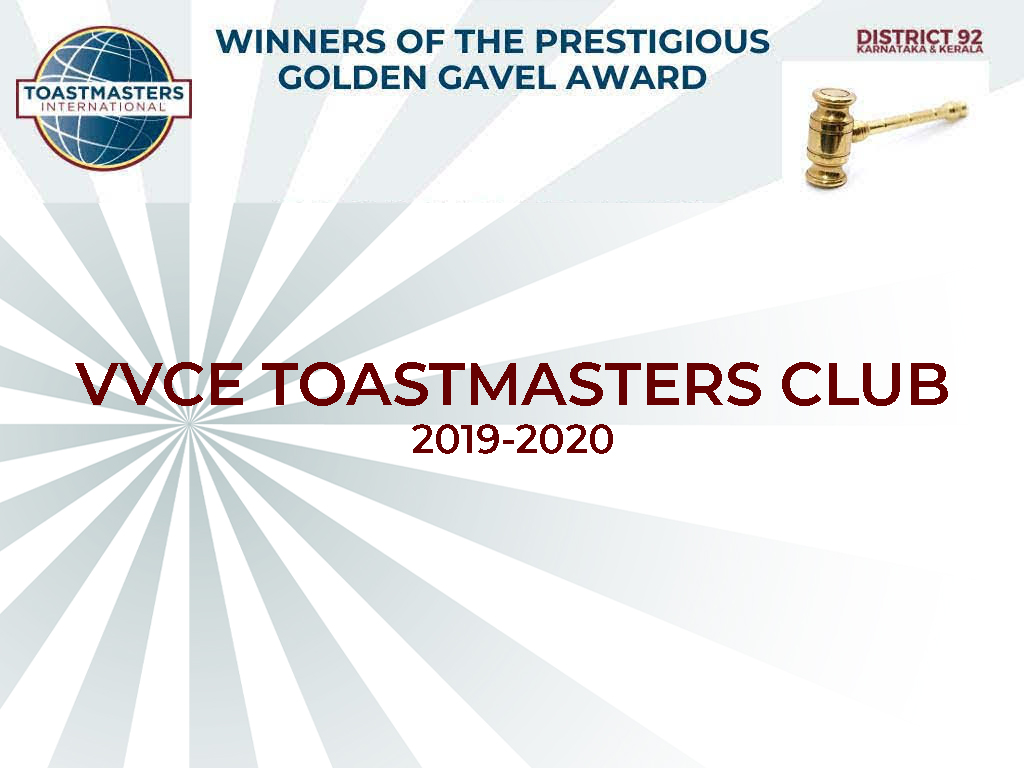 WINNERS OF THE PRESTIGIOUS
GOLDEN GAVEL AWARD
DISTRICT 92
KARNATAKA & KERALA
TOASTMASTERS
INTERNATIONAL
VVCE TOASTMASTERS CLUB
2019-2020